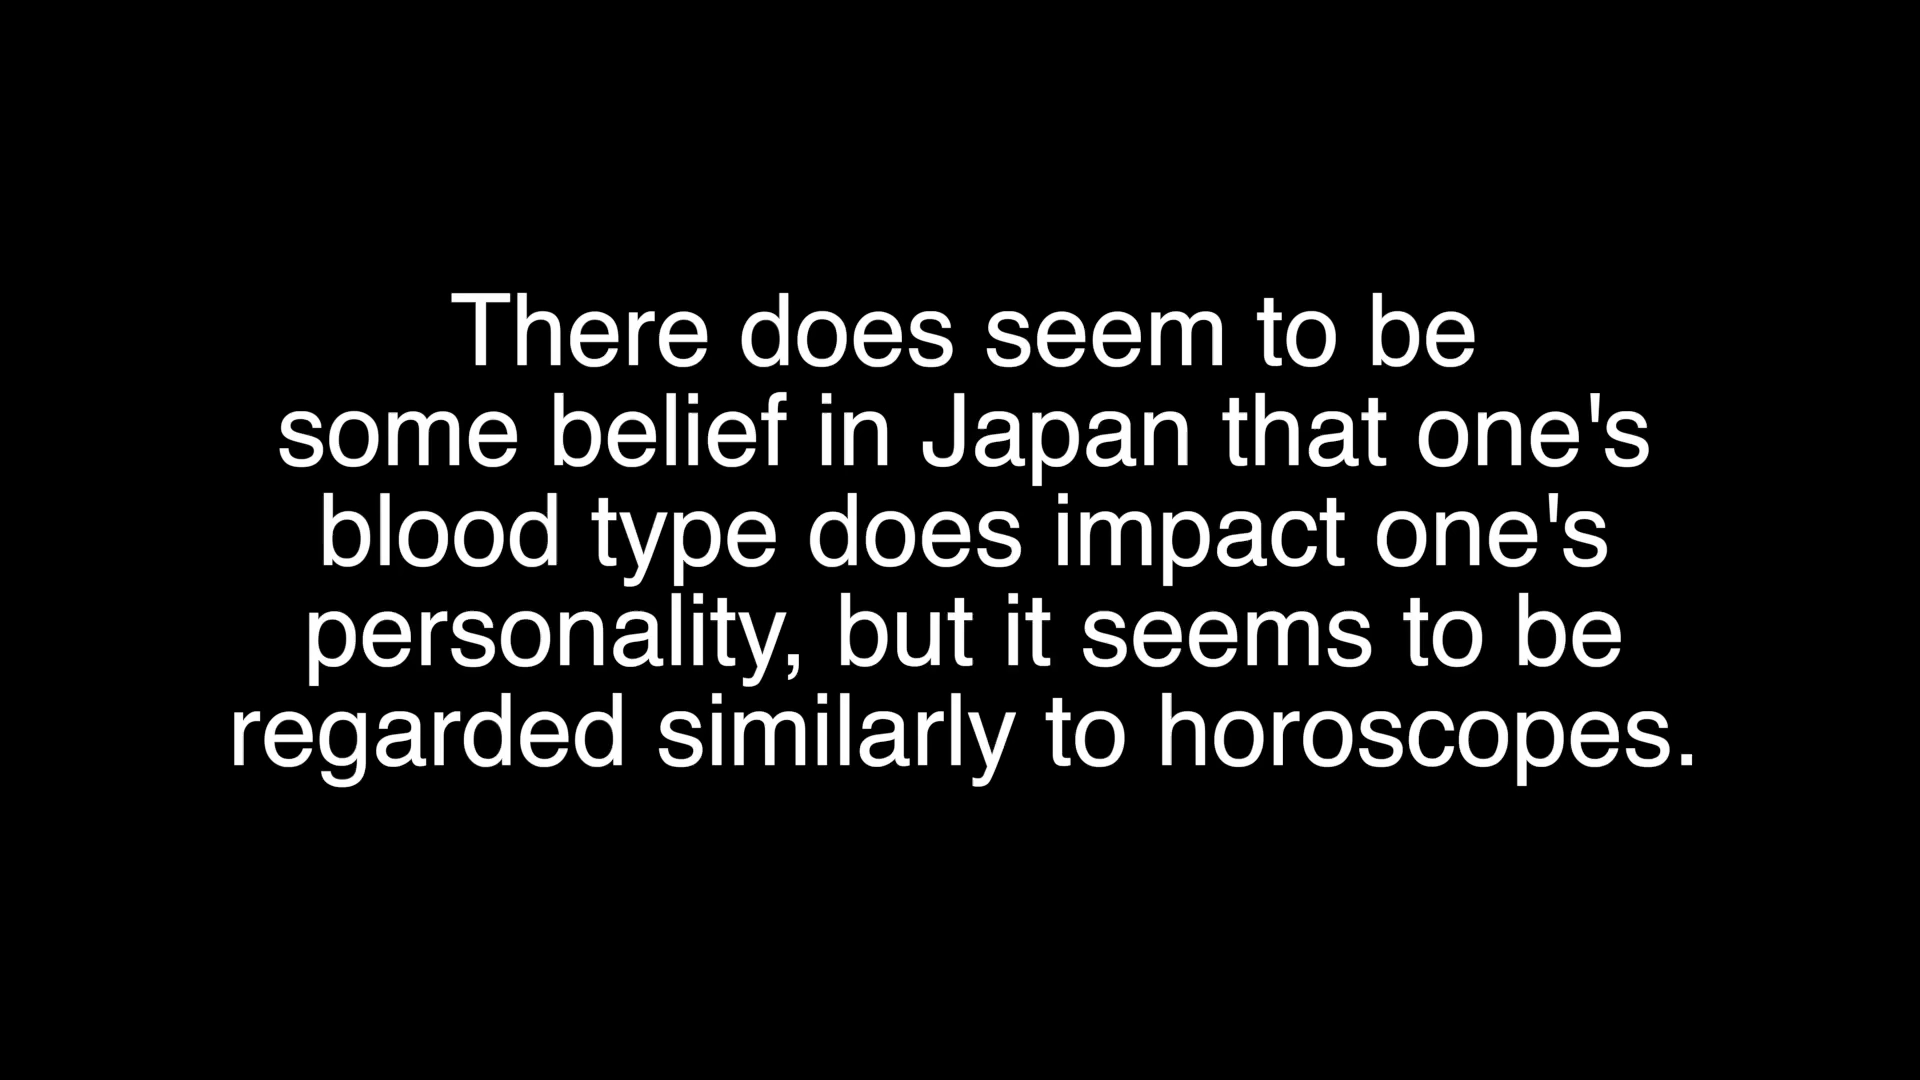 There does seem to be
some belief in Japan that one's
blood type does impact one's
personality, but it seems to be
regarded similarly to horoscopes.